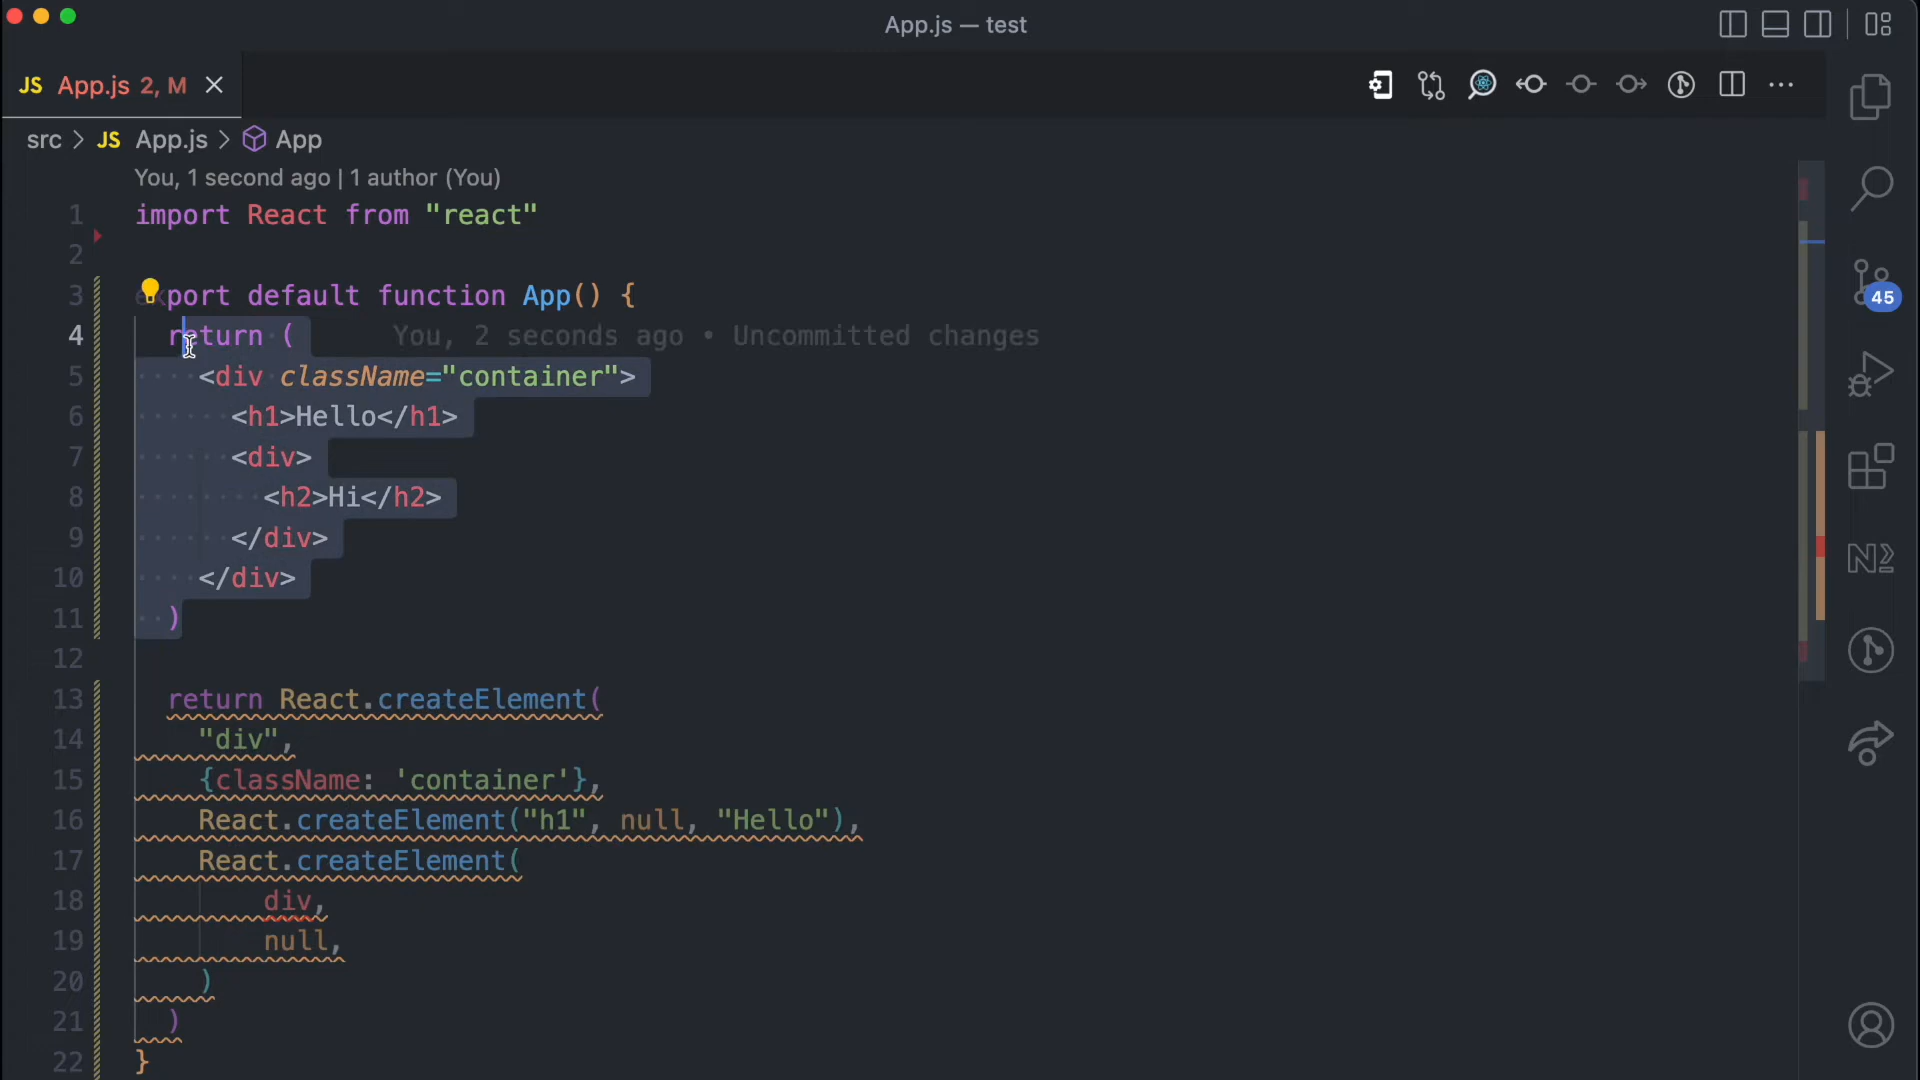 App.js — test
JS App.js 2, M
src > JS App.js > App
You, 1 second ago | 1 author (You)
1 import React from "react"
2
3 export default function App() {
4 return ( You, 2 seconds ago • Uncommitted changes
5 <div className="container">
6 <h1>Hello</h1>
7 <div>
8 <h2>Hi</h2>
9 </div>
10 </div>
11 )
12
13 return React.createElement(
14 "div",
15 {className: 'container'},
16 React.createElement("h1", null, "Hello"),
17 React.createElement(
18 div,
19 null,
20 )
21 )
22 }
45